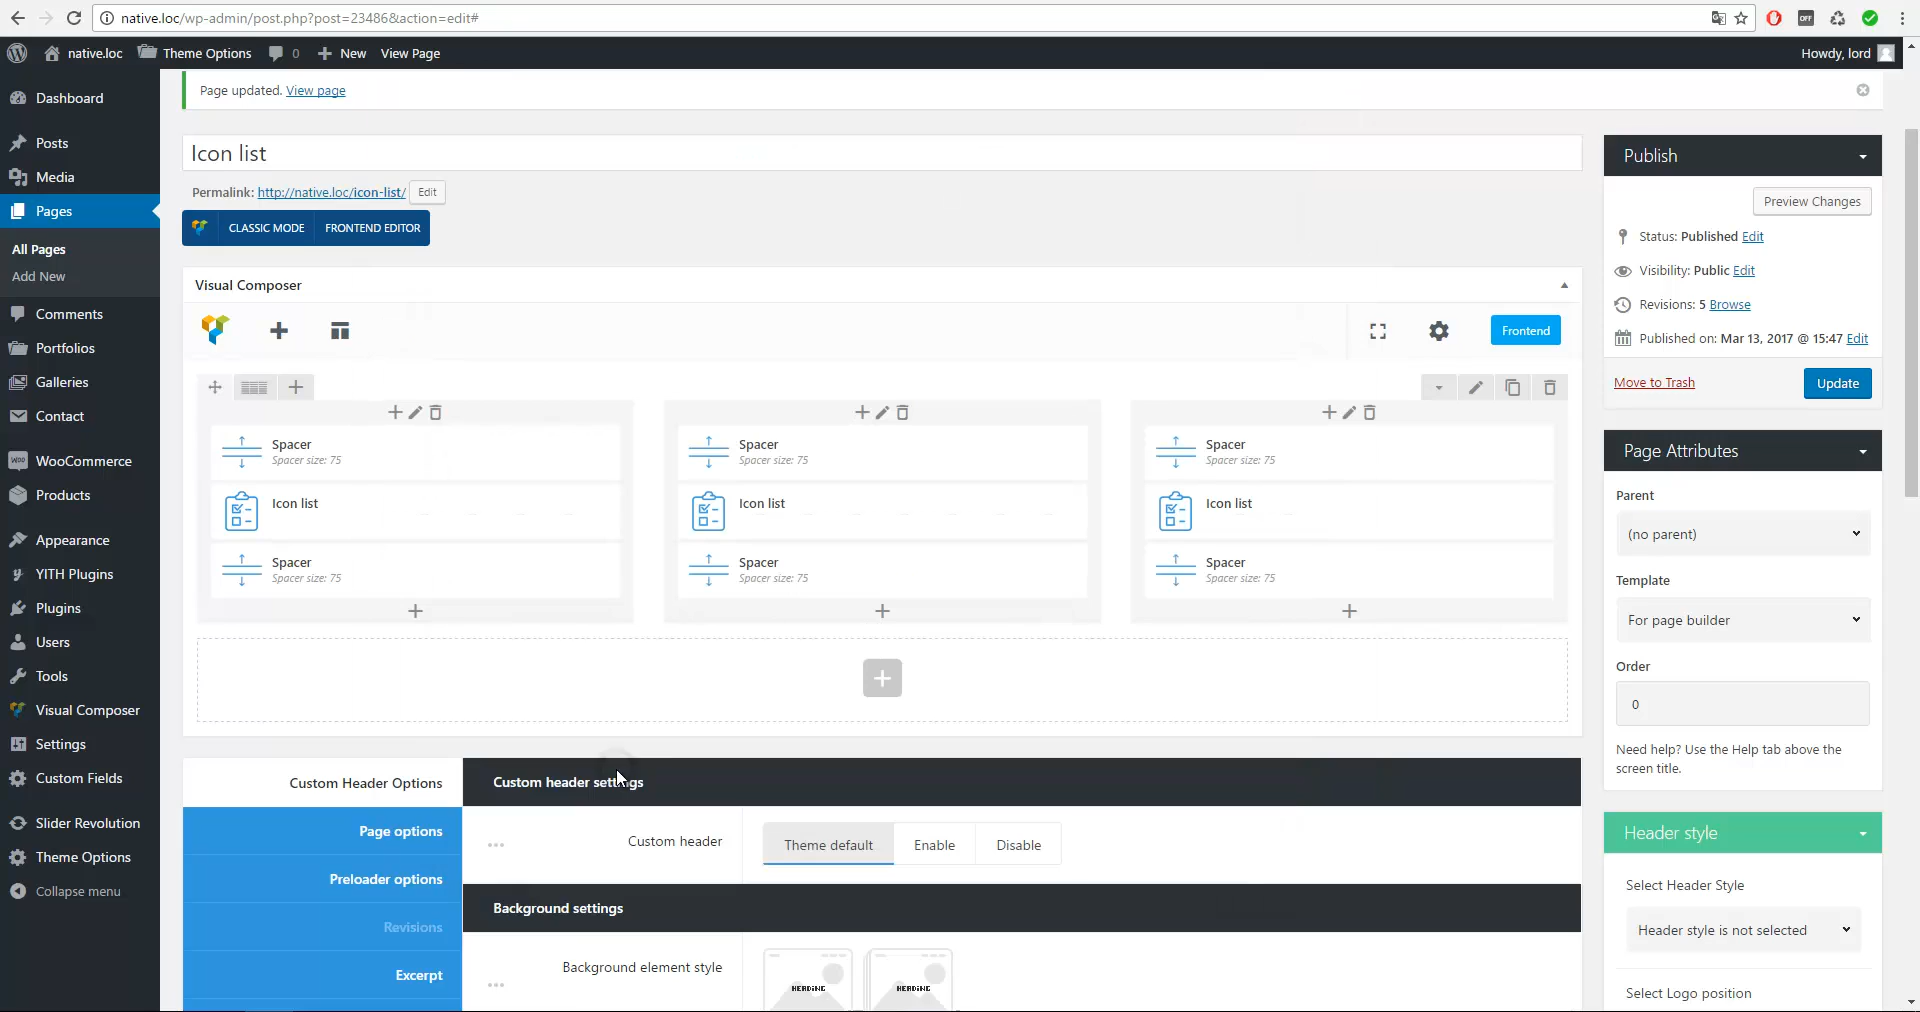 native.loc/wp-admin/post.php?post=23486&action=edit#
OFF
native.loc
Theme Options
0
New
View Page
Howdy, lord
Dashboard
Posts
Media
Pages
All Pages
Add New
Comments
Portfolios
Galleries
Contact
WOO
WooCommerce
Products
Appearance
YITH Plugins
Plugins
Users
Tools
Visual Composer
Settings
Custom Fields
Slider Revolution
Theme Options
Collapse menu
Page updated. View page
Icon list
Permalink: http://native.loc/icon-list/ Edit
CLASSIC MODE FRONTEND EDITOR
Visual Composer
Frontend
Spacer
Spacer size: 75
Icon list
Spacer
Spacer size: 75
Spacer
Spacer size: 75
Icon list
Spacer
Spacer size: 75
Spacer
Spacer size: 75
Icon list
Spacer
Spacer size: 75
Custom Header Options
Page options
Preloader options
Revisions
Excerpt
Custom header settings
Custom header
Theme default
Enable
Disable
Background settings
Background element style
HEADING
HEADING
Publish
Preview Changes
Status: Published Edit
Visibility: Public Edit
Revisions: 5 Browse
Published on: Mar 13, 2017 @ 15:47 Edit
Move to Trash
Update
Page Attributes
Parent
(no parent)
Template
For page builder
Order
0
Need help? Use the Help tab above the
screen title.
Header style
Select Header Style
Header style is not selected
Select Logo position